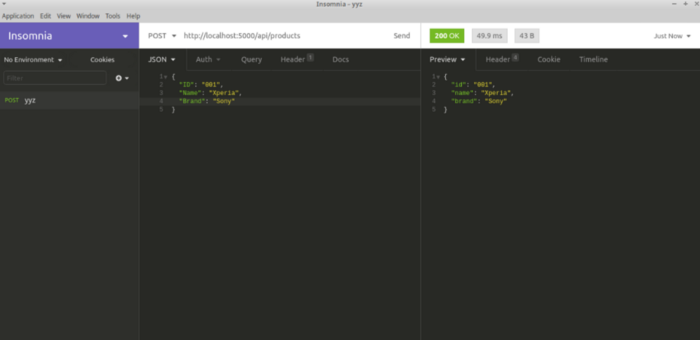 Insomnia - yyz
Application Edit View Window Tools Help
Insomnia
POST http://localhost:5000/api/products Send
200 OK 49.9 ms 43 B Just Now
No Environment Cookies
JSON Auth Query Header 1 Docs
Preview Header Cookie Timeline
Filter
POST yyz
1 {
2 "ID": "001",
3 "Name": "Xperia",
4 "Brand": "Sony"
5 }
1 {
2 "id": "001",
3 "name": "Xperia",
4 "brand": "Sony"
5 }